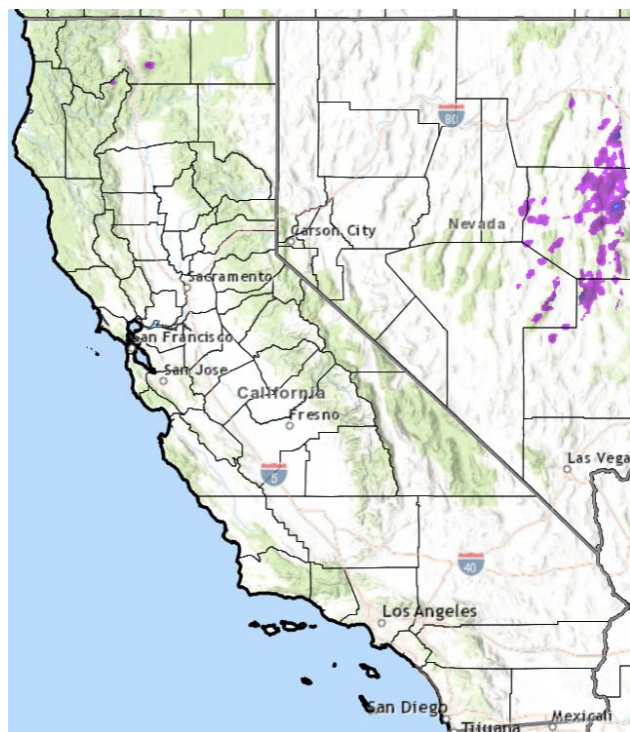 80
Carson City
Nevada
Sacramento
San Francisco
San Jose
California
Fresno
Las Vega
5
40
Los Angeles
San Diego
Tijuana
Mexicali